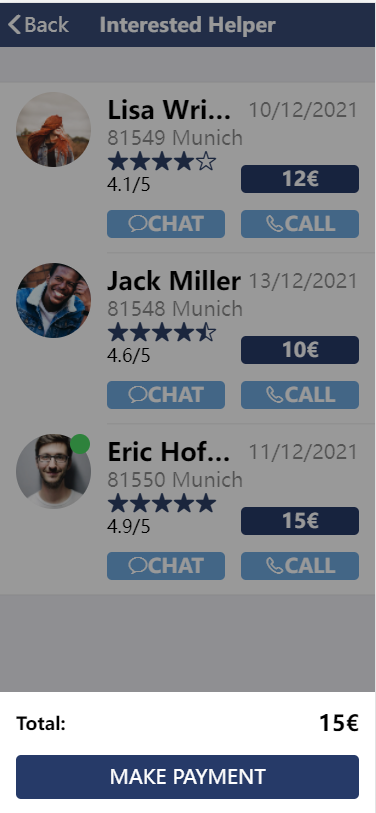 Back Interested Helper
Lisa Wri... 10/12/2021
81549 Munich
4.1/5 12€
CHAT CALL
Jack Miller 13/12/2021
81548 Munich
4.6/5 10€
CHAT CALL
Eric Hof... 11/12/2021
81550 Munich
4.9/5 15€
CHAT CALL
Total: 15€
MAKE PAYMENT